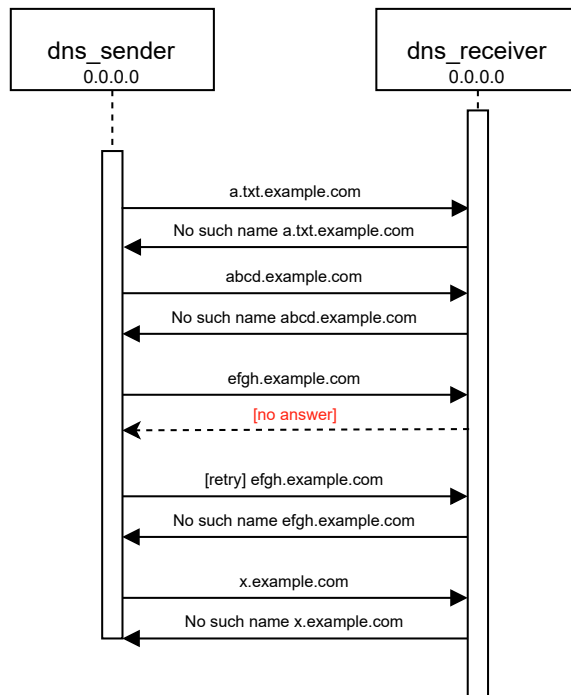 dns_sender
0.0.0.0
dns_receiver
0.0.0.0
a.txt.example.com
No such name a.txt.example.com
abcd.example.com
No such name abcd.example.com
efgh.example.com
[no answer]
[retry] efgh.example.com
No such name efgh.example.com
x.example.com
No such name x.example.com